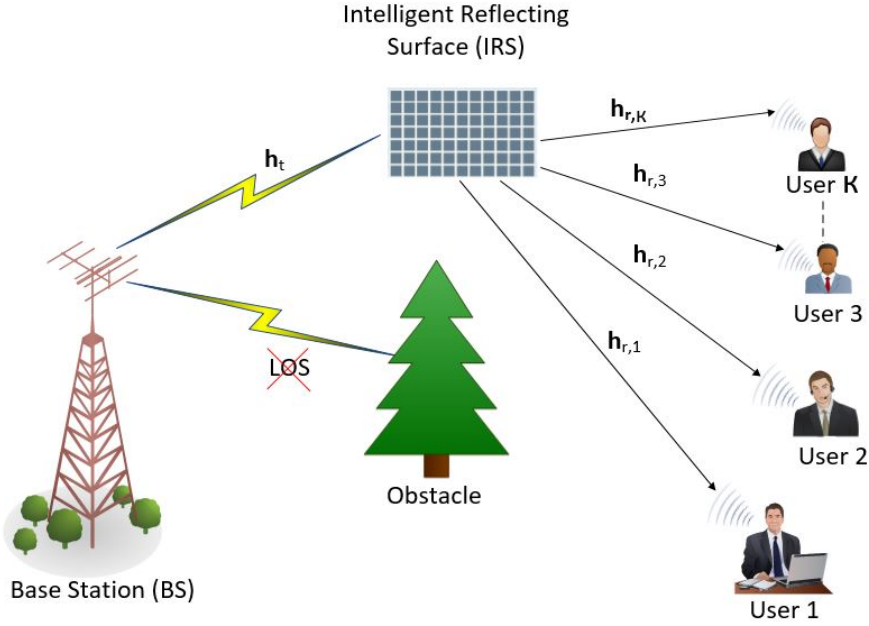 Intelligent Reflecting
Surface (IRS)
h_r,K
h_t
h_r,3
User K
h_r,2
User 3
h_r,1
LOS
User 2
Obstacle
Base Station (BS)
User 1